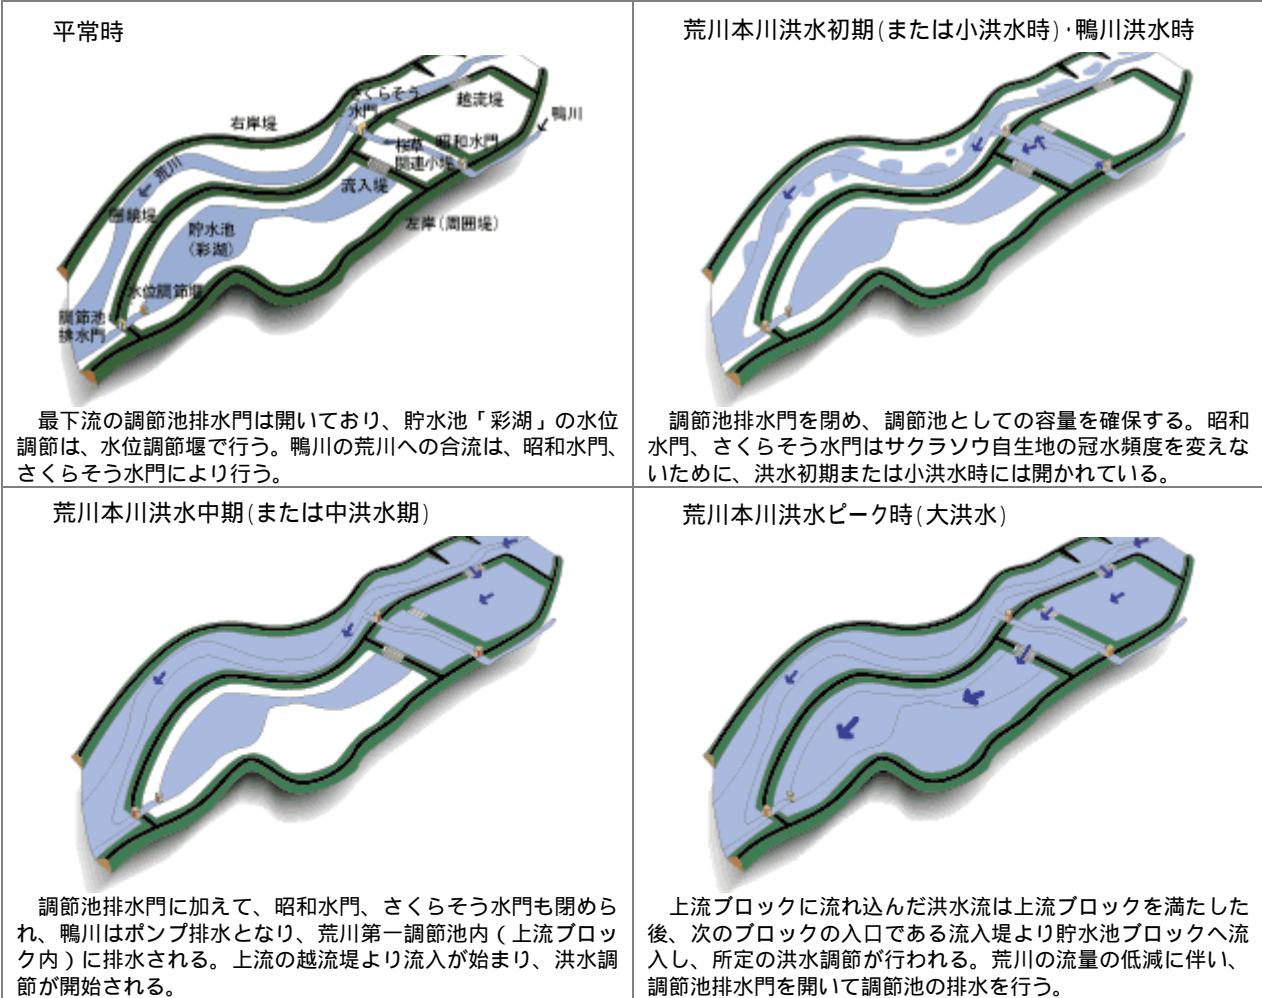 平常時
さくらそう
水門
越流堤
鴨川
右岸堤
桜草
関連小堤
昭和水門
荒川
流入堤
囲繞堤
貯水池
（彩湖）
左岸（周囲堤）
水位調節堰
調節池
排水門
最下流の調節池排水門は開いており、貯水池「彩湖」の水位
調節は、水位調節堰で行う。鴨川の荒川への合流は、昭和水門、
さくらそう水門により行う。
荒川本川洪水初期(または小洪水時)･鴨川洪水時
調節池排水門を閉め、調節池としての容量を確保する。昭和
水門、さくらそう水門はサクラソウ自生地の冠水頻度を変えな
いために、洪水初期または小洪水時には開かれている。
荒川本川洪水中期(または中洪水期)
調節池排水門に加えて、昭和水門、さくらそう水門も閉めら
れ、鴨川はポンプ排水となり、荒川第一調節池内（上流ブロッ
ク内）に排水される。上流の越流堤より流入が始まり、洪水調
節が開始される。
荒川本川洪水ピーク時(大洪水)
上流ブロックに流れ込んだ洪水流は上流ブロックを満たした
後、次のブロックの入口である流入堤より貯水池ブロックへ流
入し、所定の洪水調節が行われる。荒川の流量の低減に伴い、
調節池排水門を開いて調節池の排水を行う。